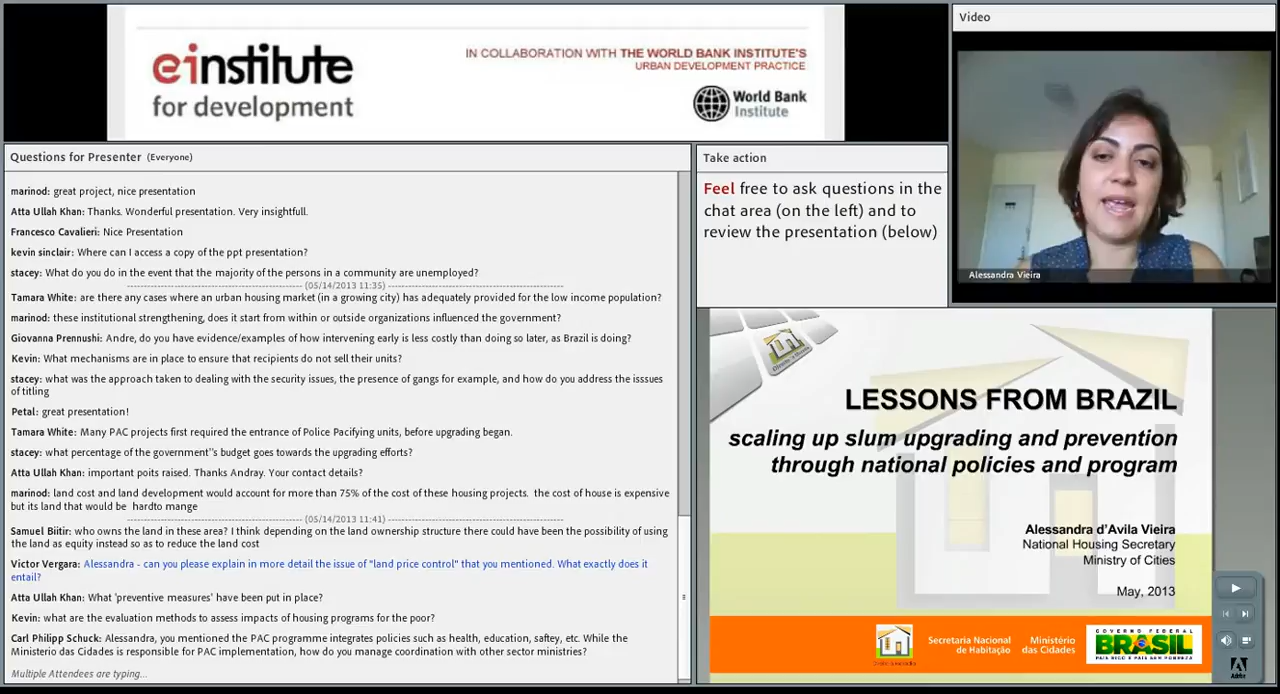 einstitute
for development
IN COLLABORATION WITH THE WORLD BANK INSTITUTE'S
URBAN DEVELOPMENT PRACTICE
World Bank
Institute
Video
Alessandra Vieira
Questions for Presenter (Everyone)
marinod: great project, nice presentation
Atta Ullah Khan: Thanks. Wonderful presentation. Very insightfull.
Francesco Cavalieri: Nice Presentation
kevin sinclair: Where can I access a copy of the ppt presentation?
stacey: What do you do in the event that the majority of the persons in a community are unemployed?
(05/14/2013 11:35)
Tamara White: are there any cases where an urban housing market (in a growing city) has adequately provided for the low income population?
marinod: these institutional strengthening, does it start from within or outside organizations influenced the government?
Giovanna Prennushi: Andre, do you have evidence/examples of how intervening early is less costly than doing so later, as Brazil is doing?
Kevin: What mechanisms are in place to ensure that recipients do not sell their units?
stacey: what was the approach taken to dealing with the security issues, the presence of gangs for example, and how do you address the isssues
of titling
Petal: great presentation!
Tamara White: Many PAC projects first required the entrance of Police Pacifying units, before upgrading began.
stacey: what percentage of the government''s budget goes towards the upgrading efforts?
Atta Ullah Khan: important poits raised. Thanks Andray. Your contact details?
marinod: land cost and land development would account for more than 75% of the cost of these housing projects. the cost of house is expensive
but its land that would be hardto mange
(05/14/2013 11:41)
Samuel Biitir: who owns the land in these area? I think depending on the land ownership structure there could have been the possibility of using
the land as equity instead so as to reduce the land cost
Victor Vergara: Alessandra - can you please explain in more detail the issue of "land price control" that you mentioned. What exactly does it
entail?
Atta Ullah Khan: What 'preventive measures' have been put in place?
Kevin: what are the evaluation methods to assess impacts of housing programs for the poor?
Carl Philipp Schuck: Alessandra, you mentioned the PAC programme integrates policies such as health, education, saftey, etc. While the
Ministerio das Cidades is responsible for PAC implementation, how do you manage coordination with other sector ministries?
Multiple Attendees are typing...
Take action
Feel free to ask questions in the
chat area (on the left) and to
review the presentation (below)
LESSONS FROM BRAZIL
scaling up slum upgrading and prevention
through national policies and program
Alessandra d'Avila Vieira
National Housing Secretary
Ministry of Cities
May, 2013
Secretaria Nacional
de Habitação
Ministério
das Cidades
GOVERNO FEDERAL
BRASIL
PAÍS RICO É PAÍS SEM POBREZA
Adobe